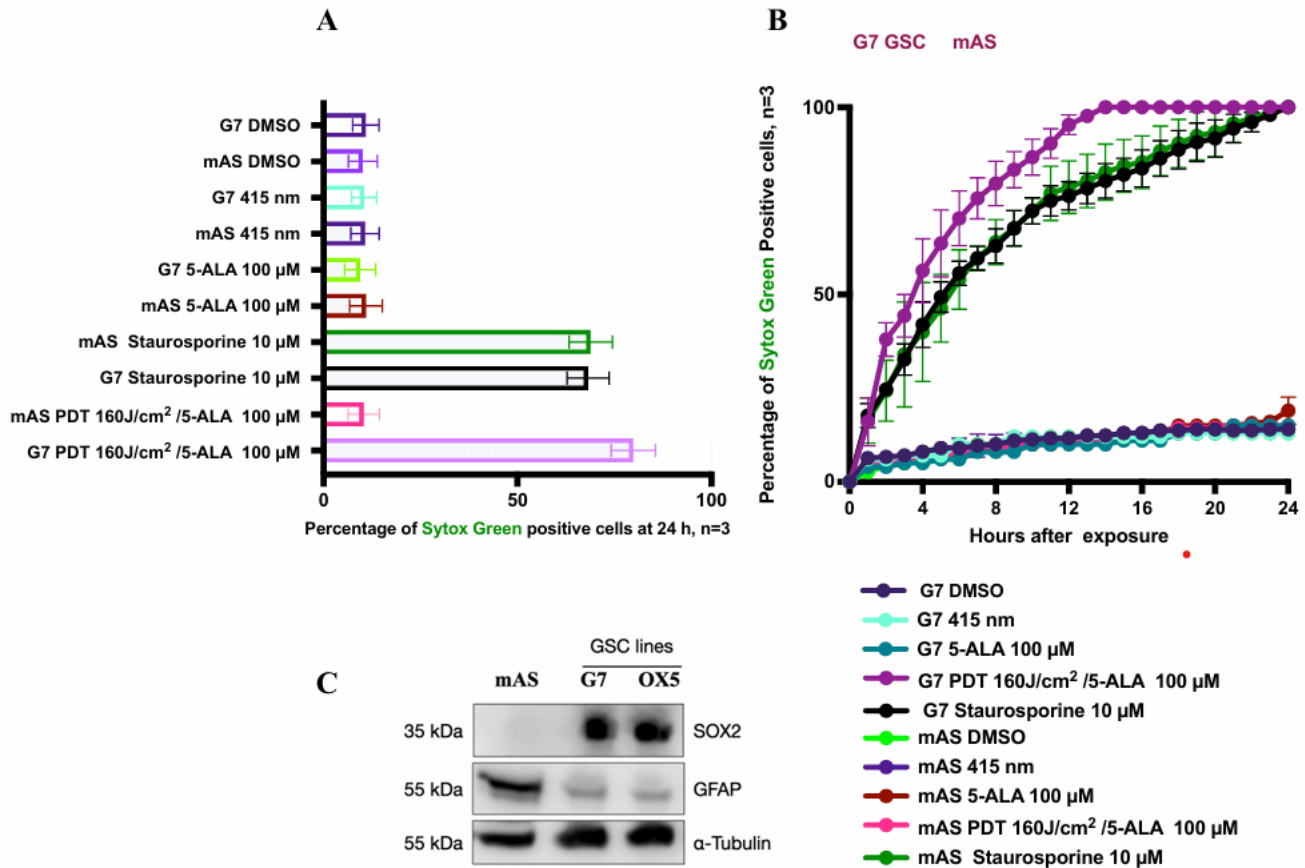 A
G7 DMSO
mAS DMSO
G7 415 nm
mAS 415 nm
G7 5-ALA 100 µM
mAS 5-ALA 100 µM
mAS Staurosporine 10 µM
G7 Staurosporine 10 µM
mAS PDT 160J/cm² /5-ALA 100 µM
G7 PDT 160J/cm² /5-ALA 100 µM
0 50 100
Percentage of Sytox Green positive cells at 24 h, n=3
B
G7 GSC mAS
Percentage of Sytox Green Positive cells, n=3
100
50
0
0 4 8 12 16 20 24
Hours after exposure
G7 DMSO
G7 415 nm
G7 5-ALA 100 µM
G7 PDT 160J/cm² /5-ALA 100 µM
G7 Staurosporine 10 µM
mAS DMSO
mAS 415 nm
mAS 5-ALA 100 µM
mAS PDT 160J/cm² /5-ALA 100 µM
mAS Staurosporine 10 µM
C
GSC lines
mAS G7 OX5
35 kDa SOX2
55 kDa GFAP
55 kDa α-Tubulin